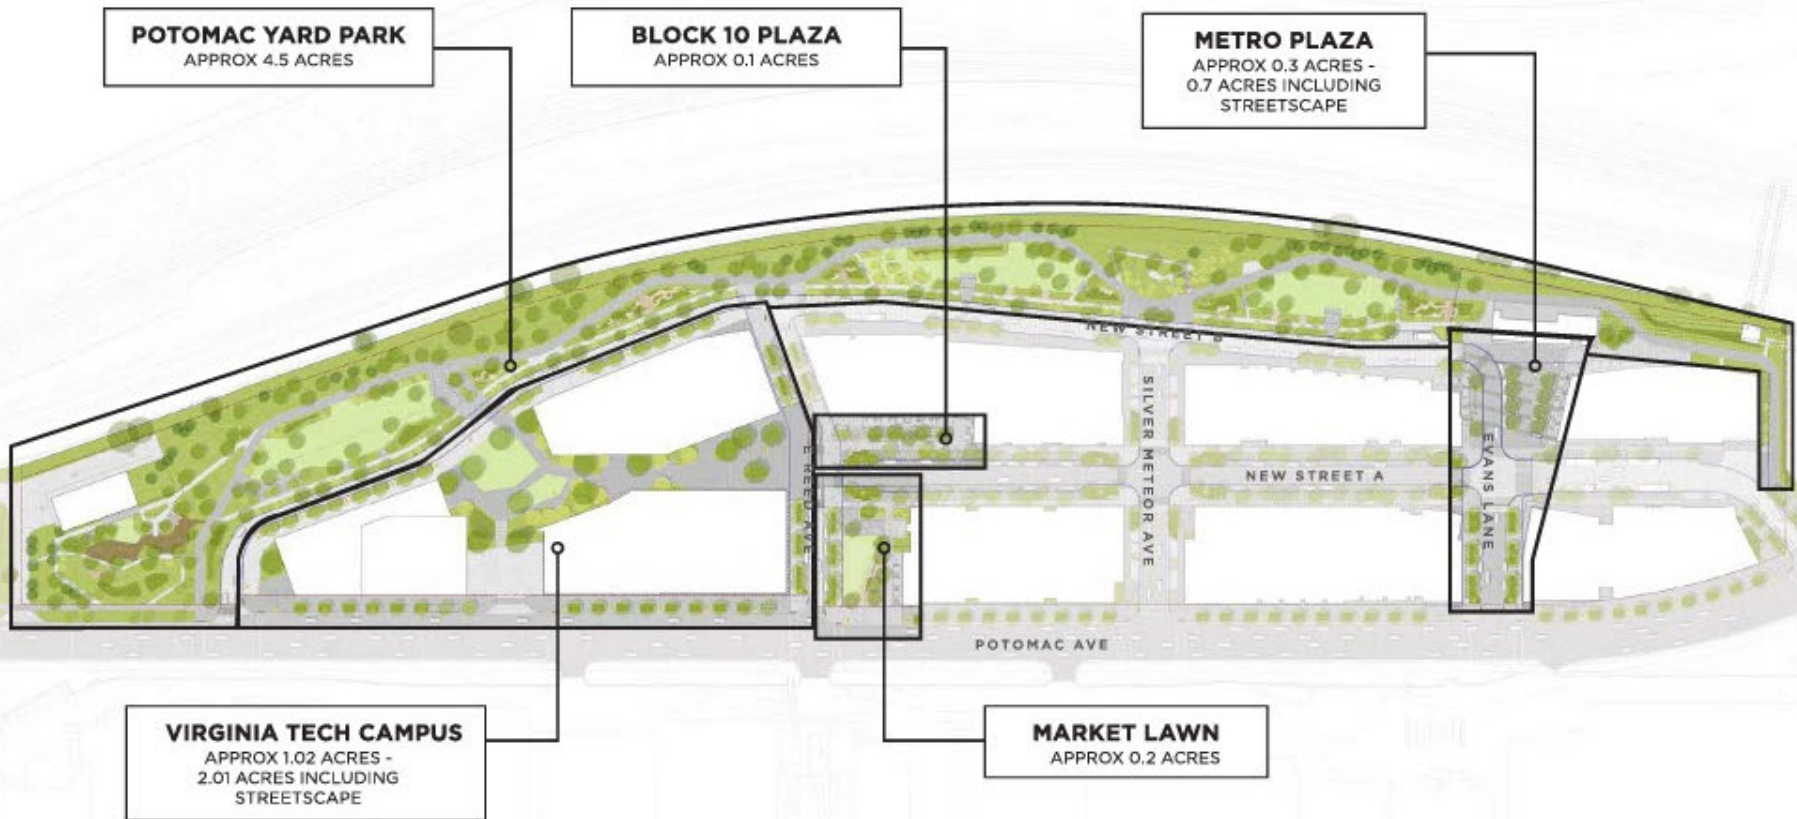 POTOMAC YARD PARK
APPROX 4.5 ACRES
BLOCK 10 PLAZA
APPROX 0.1 ACRES
METRO PLAZA
APPROX 0.3 ACRES -
0.7 ACRES INCLUDING
STREETSCAPE
NEW STREET B
SILVER METEOR AVE
E REED AVE
NEW STREET A
EVANS LANE
POTOMAC AVE
VIRGINIA TECH CAMPUS
APPROX 1.02 ACRES -
2.01 ACRES INCLUDING
STREETSCAPE
MARKET LAWN
APPROX 0.2 ACRES